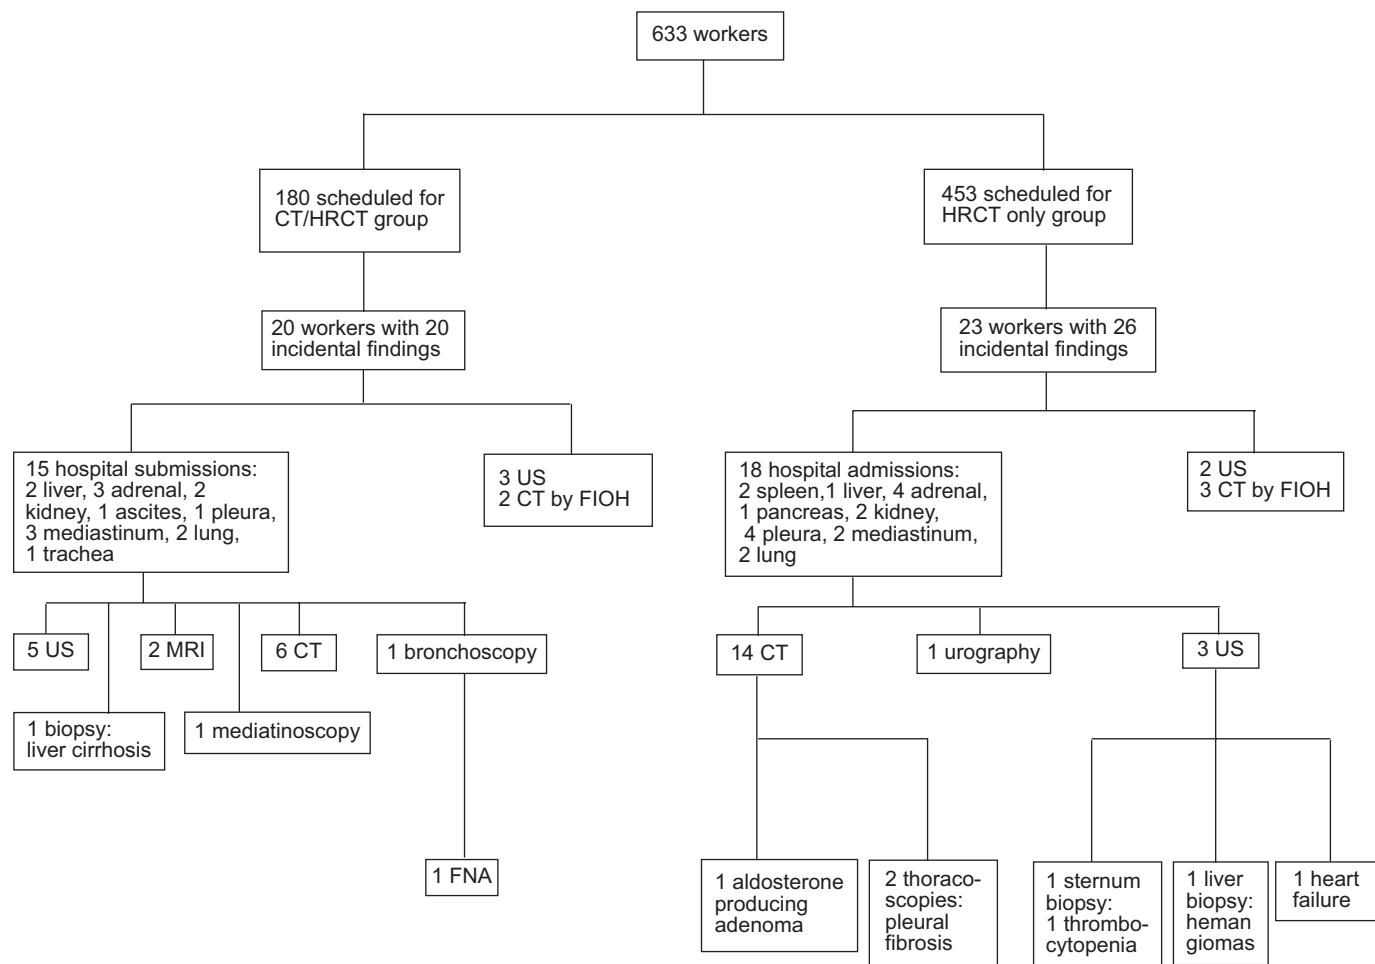 633 workers
180 scheduled for
CT/HRCT group
453 scheduled for
HRCT only group
20 workers with 20
incidental findings
23 workers with 26
incidental findings
15 hospital submissions:
2 liver, 3 adrenal, 2
kidney, 1 ascites, 1 pleura,
3 mediastinum, 2 lung,
1 trachea
3 US
2 CT by FIOH
18 hospital admissions:
2 spleen,1 liver, 4 adrenal,
1 pancreas, 2 kidney,
4 pleura, 2 mediastinum,
2 lung
2 US
3 CT by FIOH
5 US
2 MRI
6 CT
1 bronchoscopy
14 CT
1 urography
3 US
1 biopsy:
liver cirrhosis
1 mediatinoscopy
1 FNA
1 aldosterone
producing
adenoma
2 thoraco-
scopies:
pleural
fibrosis
1 sternum
biopsy:
1 thrombo-
cytopenia
1 liver
biopsy:
heman
giomas
1 heart
failure